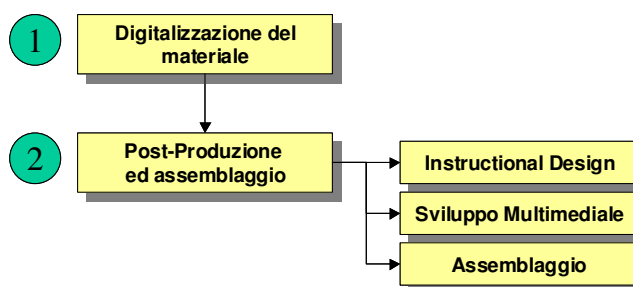 1
Digitalizzazione del
materiale
2
Post-Produzione
ed assemblaggio
Instructional Design
Sviluppo Multimediale
Assemblaggio